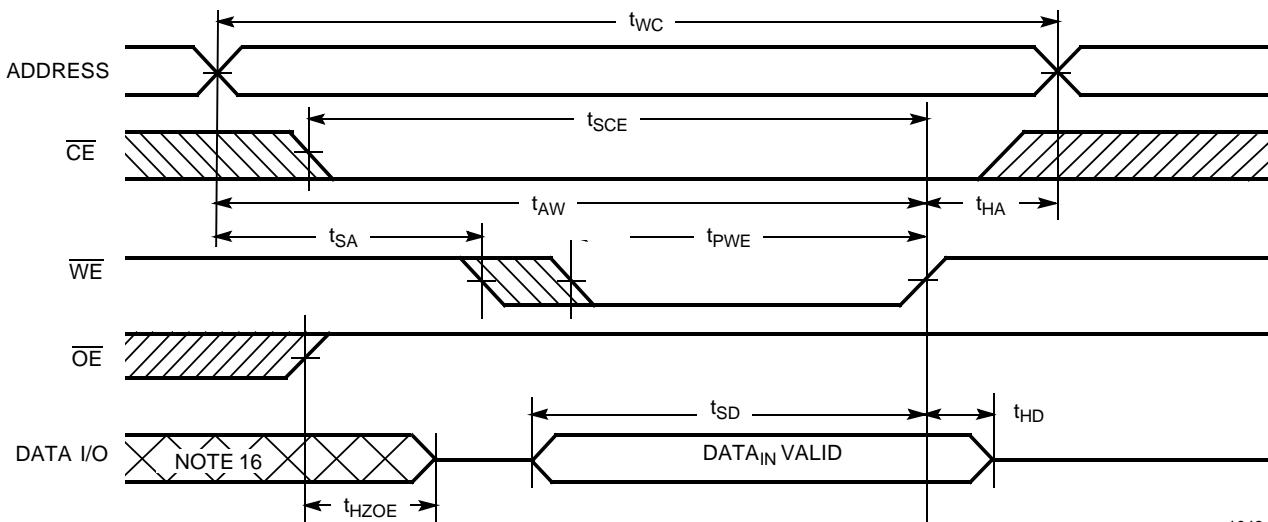 tWC
ADDRESS
tSCE
CE
tAW
tHA
tSA
tPWE
WE
OE
tSD
tHD
DATA I/O
NOTE 16
DATAIN VALID
tHZOE